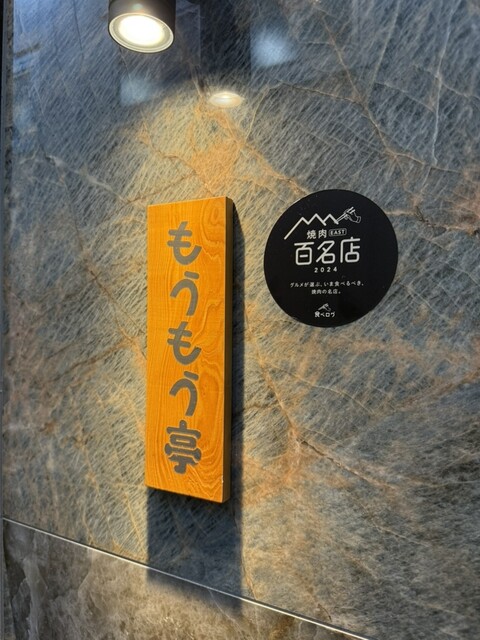 もうもう亭
焼肉 EAST
百名店
2024
グルメが選ぶ、いま食べるべき、
焼肉の名店。
食べログ